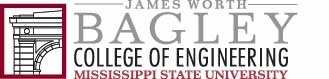 JAMES WORTH
BAGLEY
COLLEGE OF ENGINEERING
MISSISSIPPI STATE UNIVERSITY